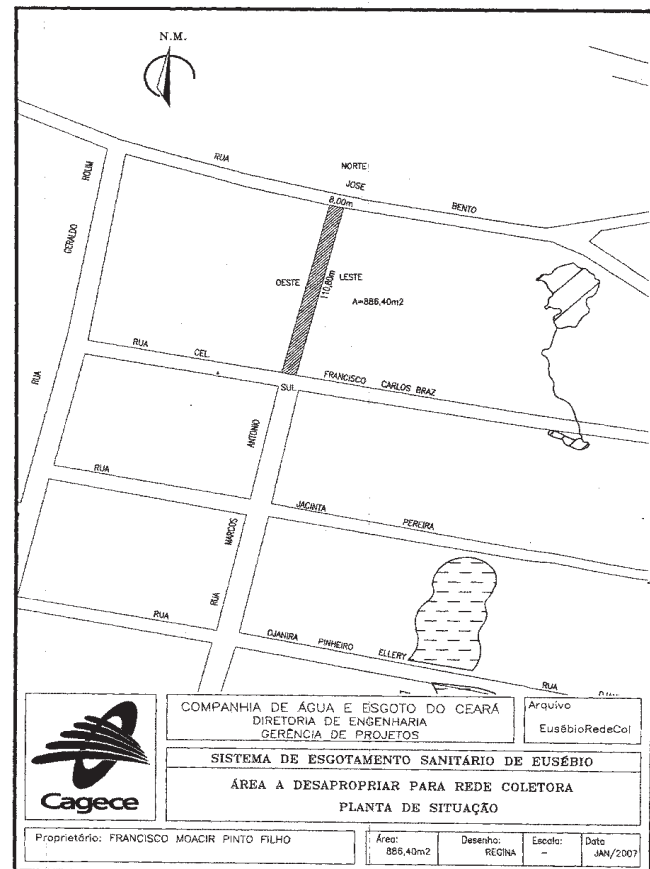 N.M.
RUA
NORTE
JOSE
BENTO
8,00m
ROLIM
GERALDO
RUA
OESTE
LESTE
110,80m
A=886,40m2
RUA
CEL.
FRANCISCO
CARLOS BRAZ
SUL
ANTONIO
MARCOS
RUA
RUA
JACINTA
PEREIRA
RUA
DJANIRA
PINHEIRO
ELLERY
RUA
COMPANHIA DE ÁGUA E ESGOTO DO CEARÁ
DIRETORIA DE ENGENHARIA
GERÊNCIA DE PROJETOS
Arquivo
EusébioRedeCol
SISTEMA DE ESGOTAMENTO SANITÁRIO DE EUSÉBIO
ÁREA A DESAPROPRIAR PARA REDE COLETORA
PLANTA DE SITUAÇÃO
Cagece
Proprietário: FRANCISCO MOACIR PINTO FILHO
Área:
886,40m2
Desenho:
REGINA
Escala:
-
Data
JAN/2007